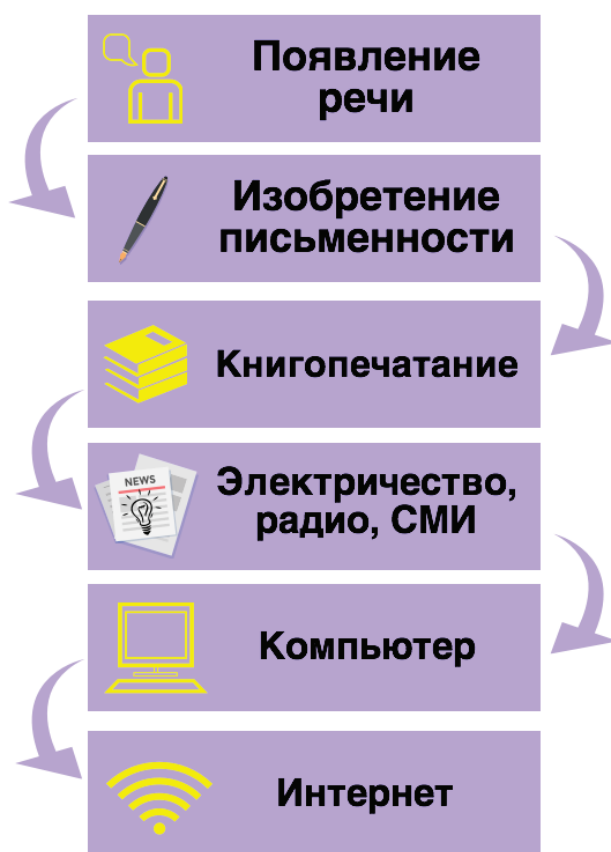 Появление
речи
Изобретение
письменности
Книгопечатание
NEWS
Электричество,
радио, СМИ
Компьютер
Интернет